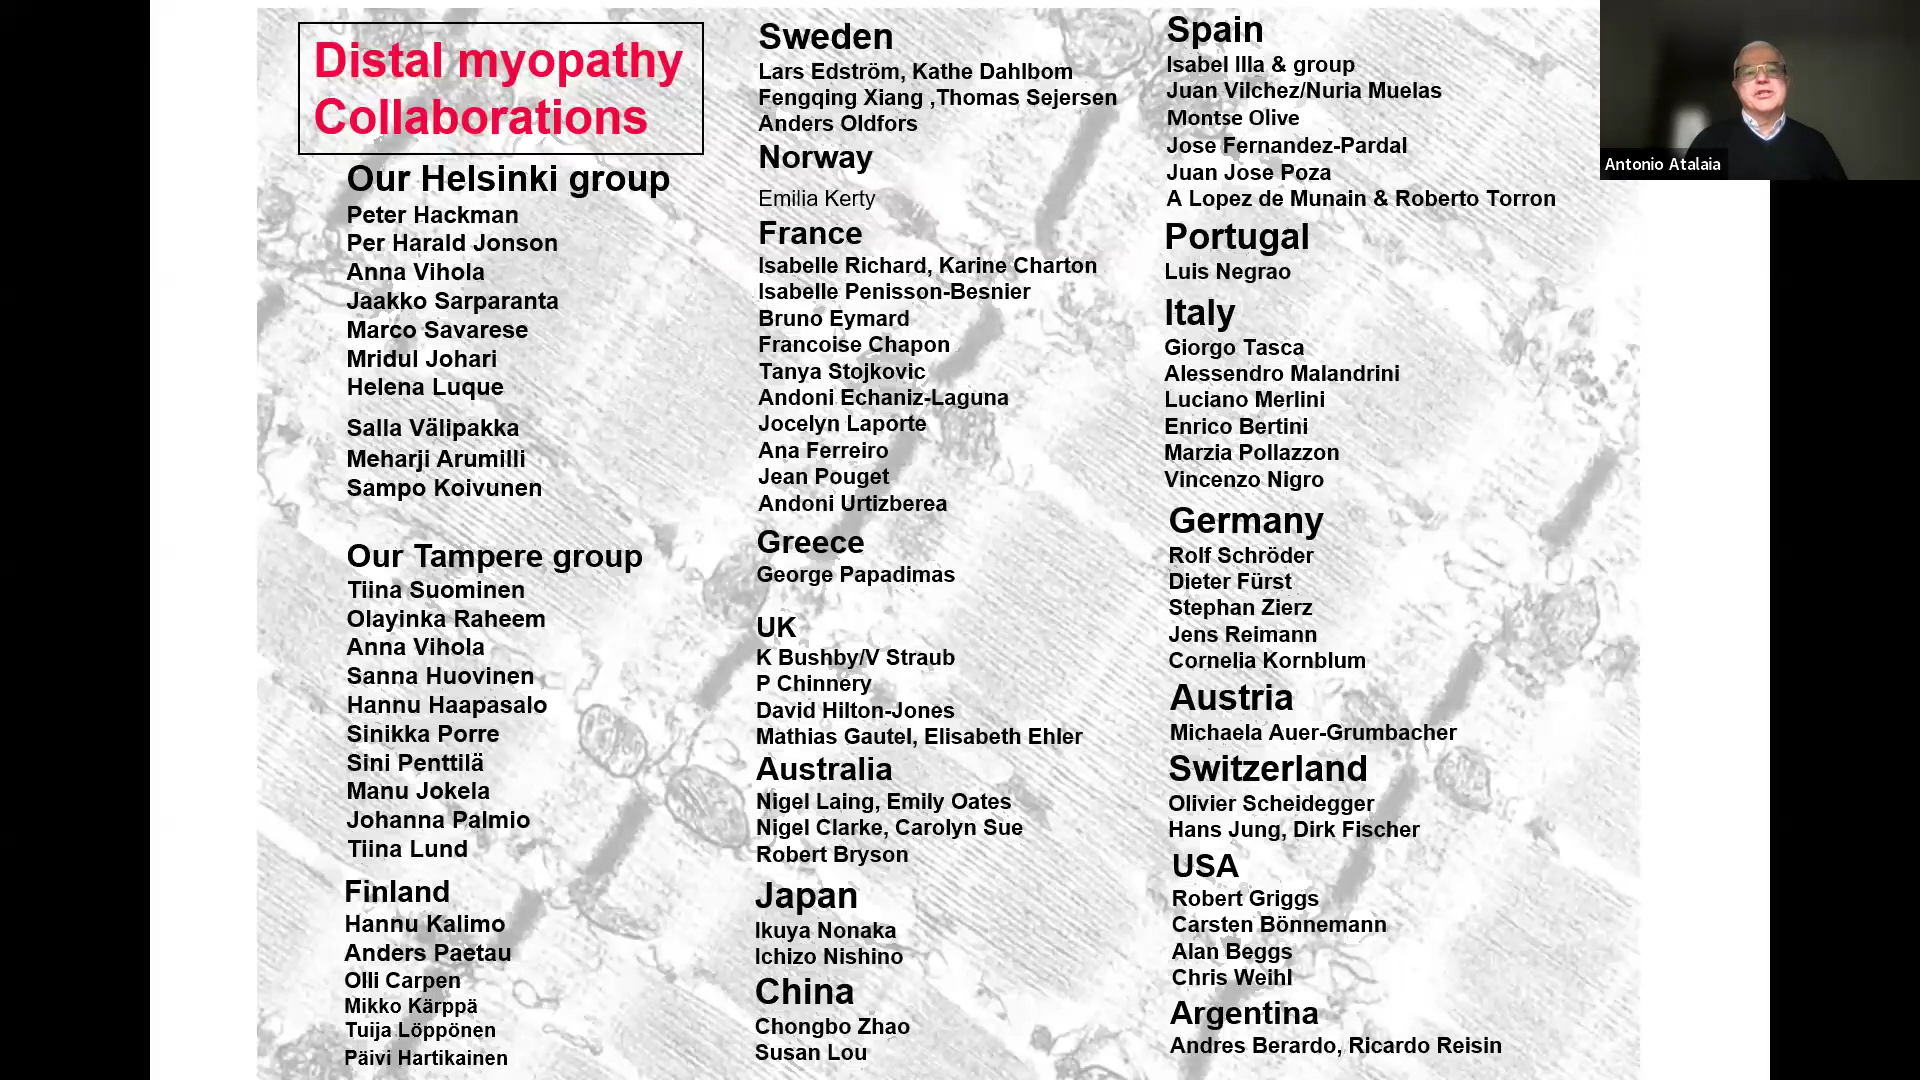 Distal myopathy
Collaborations
Our Helsinki group
Peter Hackman
Per Harald Jonson
Anna Vihola
Jaakko Sarparanta
Marco Savarese
Mridul Johari
Helena Luque
Salla Välipakka
Meharji Arumilli
Sampo Koivunen
Our Tampere group
Tiina Suominen
Olayinka Raheem
Anna Vihola
Sanna Huovinen
Hannu Haapasalo
Sinikka Porre
Sini Penttilä
Manu Jokela
Johanna Palmio
Tiina Lund
Finland
Hannu Kalimo
Anders Paetau
Olli Carpen
Mikko Kärppä
Tuija Löppönen
Päivi Hartikainen
Sweden
Lars Edström, Kathe Dahlbom
Fengqing Xiang ,Thomas Sejersen
Anders Oldfors
Norway
Emilia Kerty
France
Isabelle Richard, Karine Charton
Isabelle Penisson-Besnier
Bruno Eymard
Francoise Chapon
Tanya Stojkovic
Andoni Echaniz-Laguna
Jocelyn Laporte
Ana Ferreiro
Jean Pouget
Andoni Urtizberea
Greece
George Papadimas
UK
K Bushby/V Straub
P Chinnery
David Hilton-Jones
Mathias Gautel, Elisabeth Ehler
Australia
Nigel Laing, Emily Oates
Nigel Clarke, Carolyn Sue
Robert Bryson
Japan
Ikuya Nonaka
Ichizo Nishino
China
Chongbo Zhao
Susan Lou
Spain
Isabel Illa & group
Juan Vilchez/Nuria Muelas
Montse Olive
Jose Fernandez-Pardal
Juan Jose Poza
A Lopez de Munain & Roberto Torron
Portugal
Luis Negrao
Italy
Giorgo Tasca
Alessendro Malandrini
Luciano Merlini
Enrico Bertini
Marzia Pollazzon
Vincenzo Nigro
Germany
Rolf Schröder
Dieter Fürst
Stephan Zierz
Jens Reimann
Cornelia Kornblum
Austria
Michaela Auer-Grumbacher
Switzerland
Olivier Scheidegger
Hans Jung, Dirk Fischer
USA
Robert Griggs
Carsten Bönnemann
Alan Beggs
Chris Weihl
Argentina
Andres Berardo, Ricardo Reisin
Antonio Atalaia